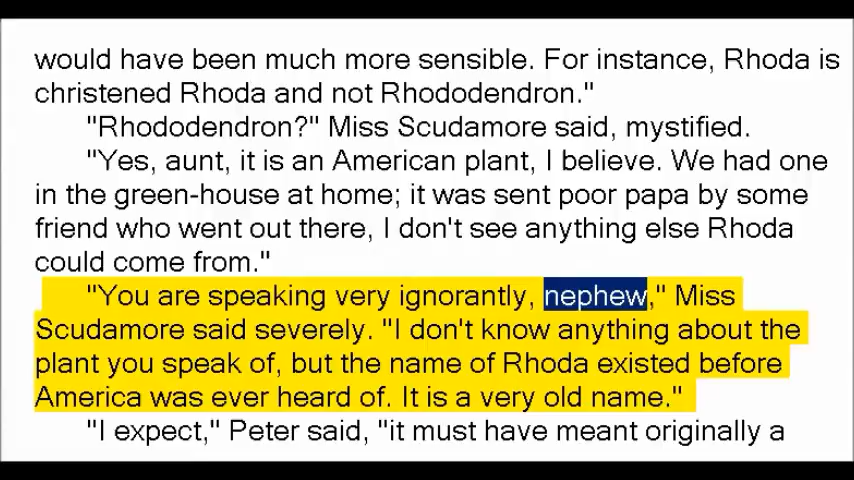 would have been much more sensible. For instance, Rhoda is
christened Rhoda and not Rhododendron."
"Rhododendron?" Miss Scudamore said, mystified.
"Yes, aunt, it is an American plant, I believe. We had one
in the green-house at home; it was sent poor papa by some
friend who went out there, I don't see anything else Rhoda
could come from."
"You are speaking very ignorantly, nephew," Miss
Scudamore said severely. "I don't know anything about the
plant you speak of, but the name of Rhoda existed before
America was ever heard of. It is a very old name."
"I expect," Peter said, "it must have meant originally a